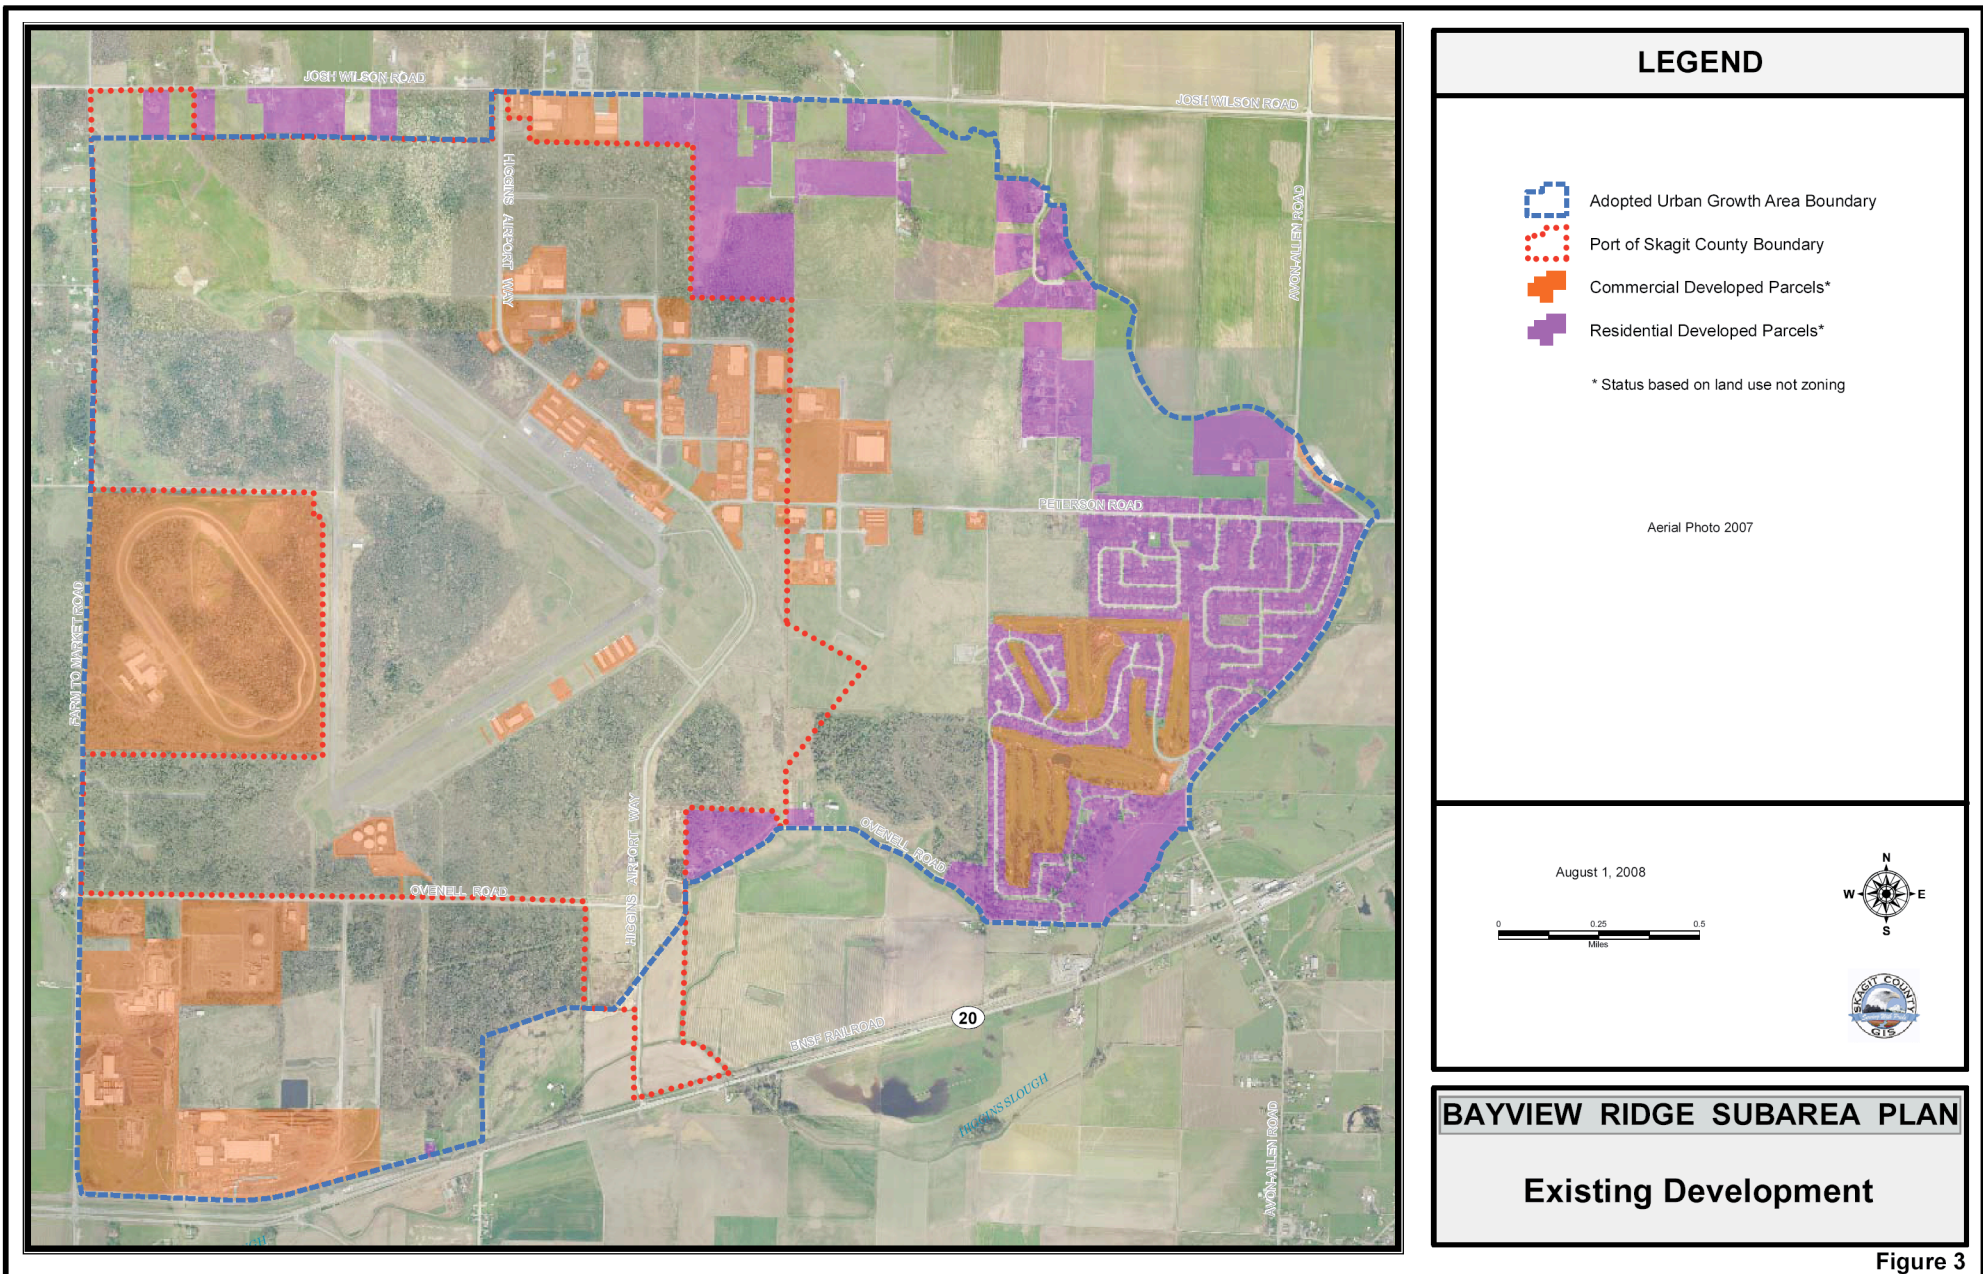 JOSH WILSON ROAD
JOSH WILSON ROAD
HIGGINS AIRPORT WAY
AVON-ALLEN ROAD
PETERSON ROAD
FARM TO MARKET ROAD
HIGGINS AIRPORT WAY
OVENELL ROAD
OVENELL ROAD
20
BNSF RAILROAD
HIGGINS SLOUGH
AVON-ALLEN ROAD
GH
LEGEND
Adopted Urban Growth Area Boundary
Port of Skagit County Boundary
Commercial Developed Parcels*
Residential Developed Parcels*
* Status based on land use not zoning
Aerial Photo 2007
August 1, 2008
0 0.25 0.5
Miles
N
W E
S
SKAGIT COUNTY
GIS
BAYVIEW RIDGE SUBAREA PLAN
Existing Development
Figure 3